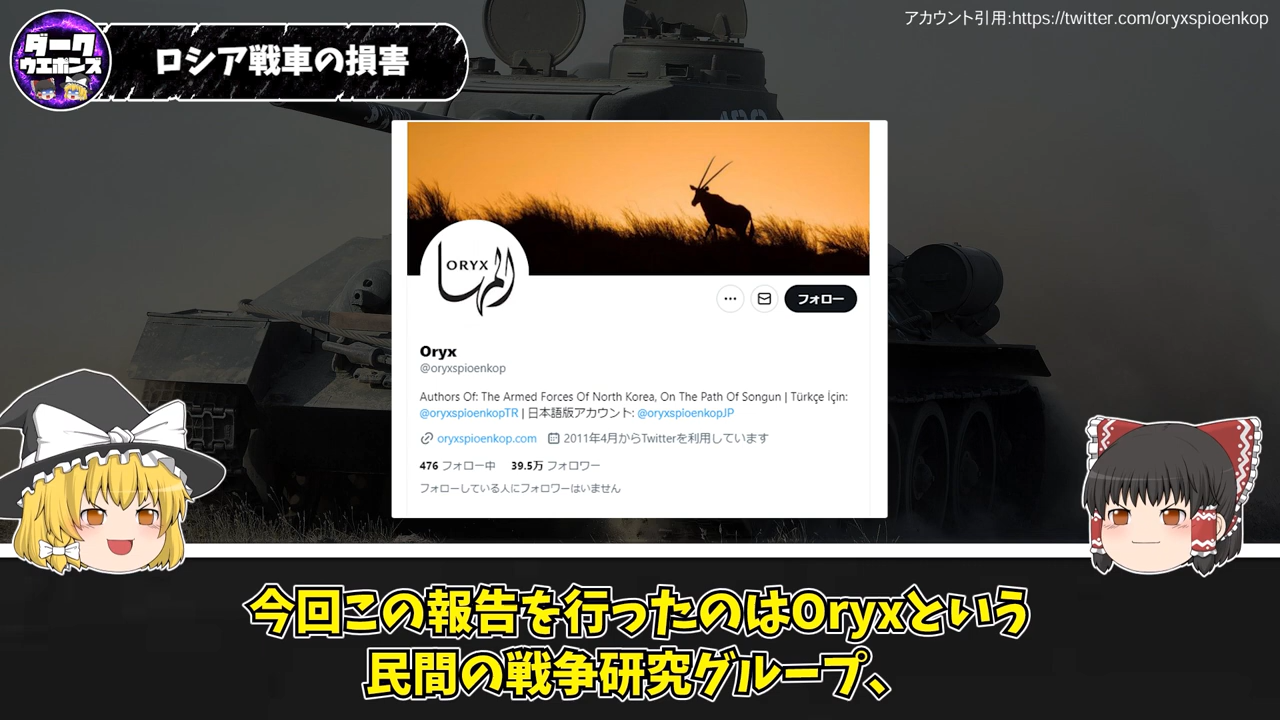 アカウント引用:https://twitter.com/oryxspioenkop
ダーク
ウエポンズ
ロシア戦車の損害
ORYX
المها
フォロー
Oryx
@oryxspioenkop
Authors Of: The Armed Forces Of North Korea, On The Path Of Songun | Türkçe İçin:
@oryxspioenkopTR | 日本語版アカウント: @oryxspioenkopJP
oryxspioenkop.com 2011年4月からTwitterを利用しています
476 フォロー中 39.5万 フォロワー
フォローしている人にフォロワーはいません
今回この報告を行ったのはOryxという
民間の戦争研究グループ、